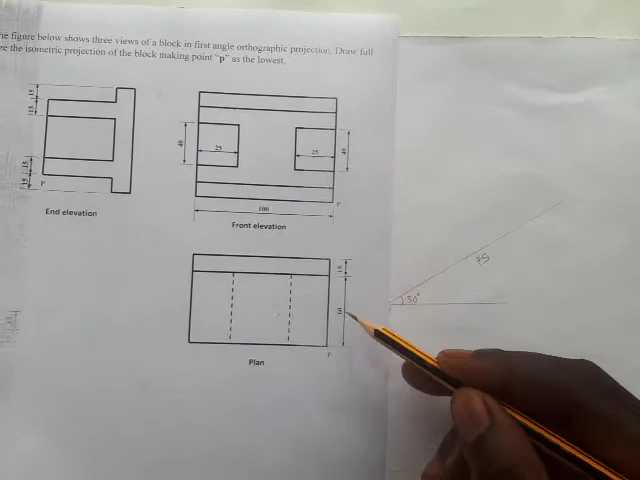 he figure below shows three views of a block in first angle orthographic projection. Draw full
ze the isometric projection of the block making point "p" as the lowest.
15
15
15
15
P
End elevation
40
25
25
40
P
100
Front elevation
15
60
P
Plan
75
30°